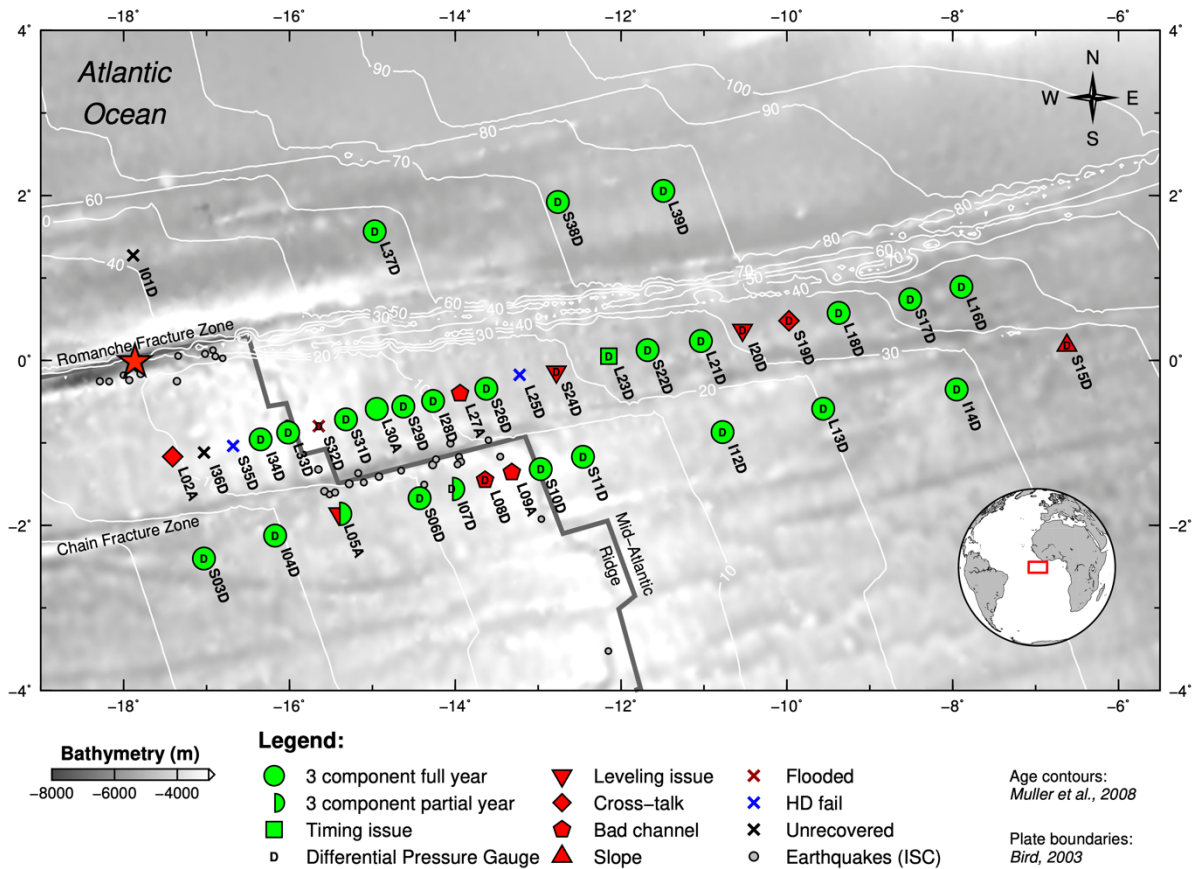 −18˚ −16˚ −14˚ −12˚ −10˚ −8˚ −6˚
4˚ 4˚
Atlantic
Ocean
N
W E
S
90
100
90
80
70
60
80
2˚ 2˚
0
40
I01D
L37D
S38D
L39D
80
60
70
70
50
40
60
40
30
50
30
40
20
Romanche Fracture Zone
0˚ 0˚
L16D
S17D
L18D
S19D
I20D
L21D
S22D
L23D
S24D
L25D
S26D
L27A
I28D
S29D
L30A
S31D
S32D
L33D
I34D
S35D
I36D
L02A
S15D
I14D
L13D
I12D
S11D
S10D
L09A
L08D
I07D
S06D
L05A
I04D
S03D
30
20
10
Chain Fracture Zone
Mid−Atlantic
Ridge
−2˚ −2˚
−4˚ −4˚
−18˚ −16˚ −14˚ −12˚ −10˚ −8˚ −6˚
Bathymetry (m)
−8000 −6000 −4000
Legend:
3 component full year
3 component partial year
Timing issue
D Differential Pressure Gauge
Leveling issue
Cross−talk
Bad channel
Slope
Flooded
HD fail
Unrecovered
Earthquakes (ISC)
Age contours:
Muller et al., 2008
Plate boundaries:
Bird, 2003